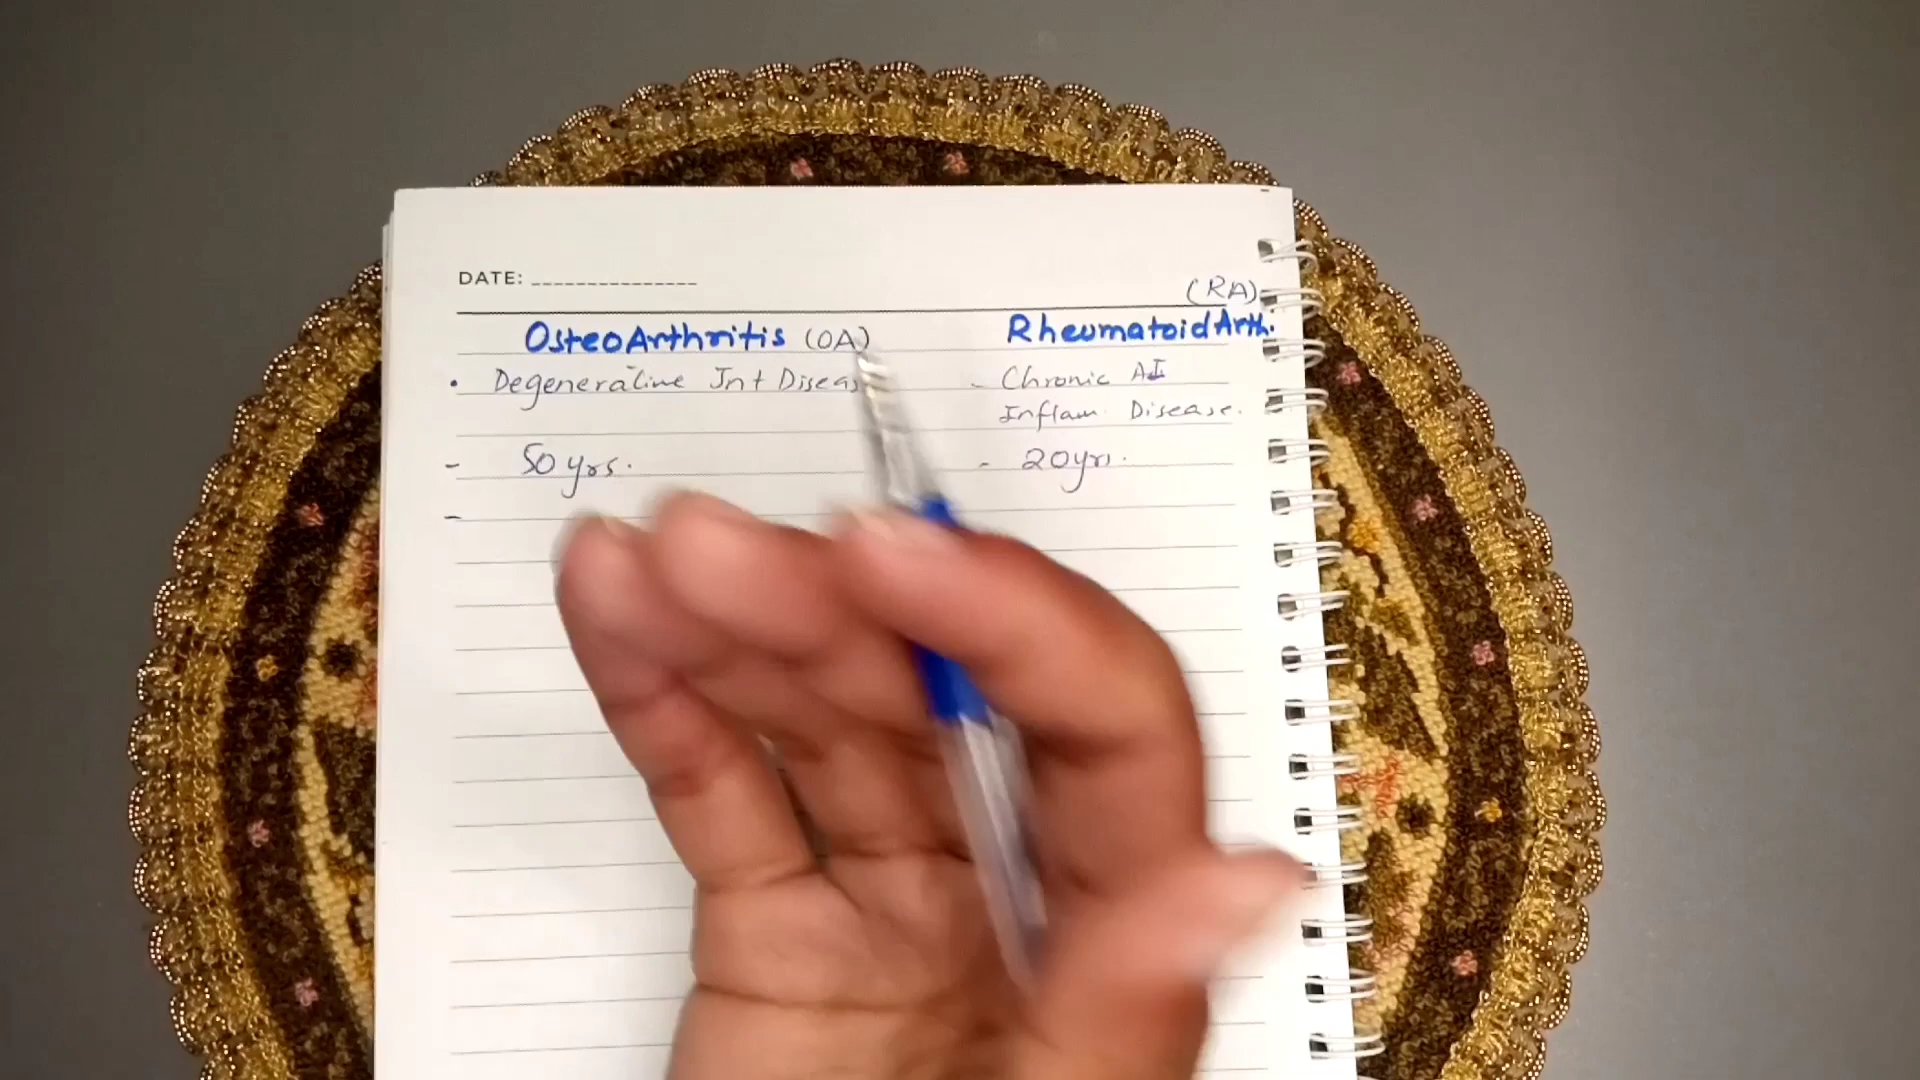 DATE: _______________
(RA)
OsteoArthritis (OA) RheumatoidArth.
• Degenerative Jnt Diseas - Chronic AI
Inflam. Disease.
- 50 yrs. - 20yrs.
-